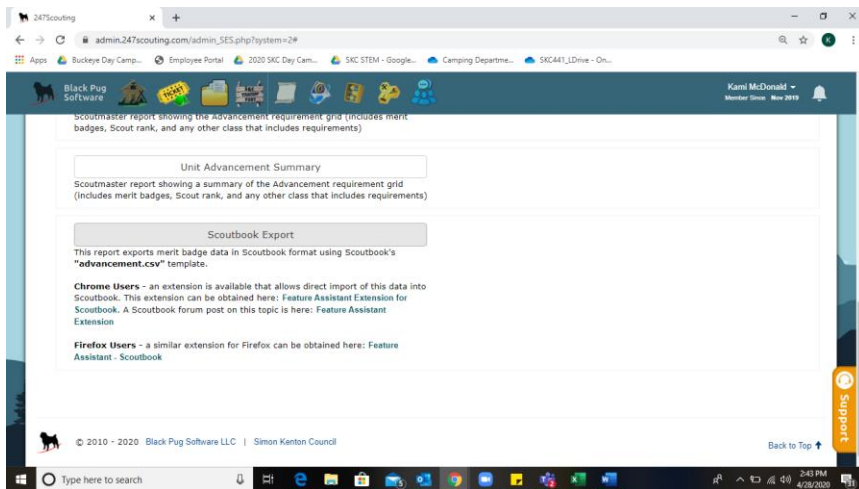 247Scouting
admin.247scouting.com/admin_SES.php?system=2#
Apps Buckeye Day Camp... Employee Portal 2020 SKC Day Cam... SKC STEM - Google... Camping Departme... SKC441_LDrive - On...
Black Pug
Software
Kami McDonald
Member Since Nov 2019
Scoutmaster report showing the Advancement requirement grid (includes merit
badges, Scout rank, and any other class that includes requirements)
Unit Advancement Summary
Scoutmaster report showing a summary of the Advancement requirement grid
(includes merit badges, Scout rank, and any other class that includes requirements)
Scoutbook Export
This report exports merit badge data in Scoutbook format using Scoutbook's
"advancement.csv" template.
Chrome Users - an extension is available that allows direct import of this data into
Scoutbook. This extension can be obtained here: Feature Assistant Extension for
Scoutbook. A Scoutbook forum post on this topic is here: Feature Assistant
Extension
Firefox Users - a similar extension for Firefox can be obtained here: Feature
Assistant - Scoutbook
Support
© 2010 - 2020 Black Pug Software LLC | Simon Kenton Council
Back to Top
Type here to search
2:43 PM
4/28/2020